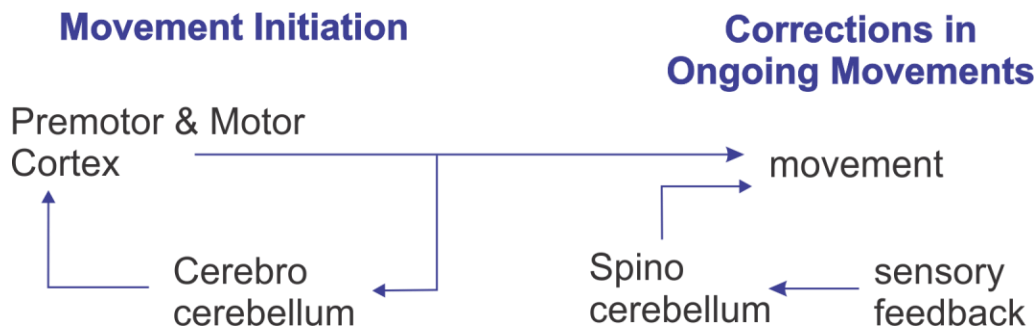 Movement Initiation
Corrections in
Ongoing Movements
Premotor & Motor
Cortex
movement
Cerebro
cerebellum
Spino
cerebellum
sensory
feedback